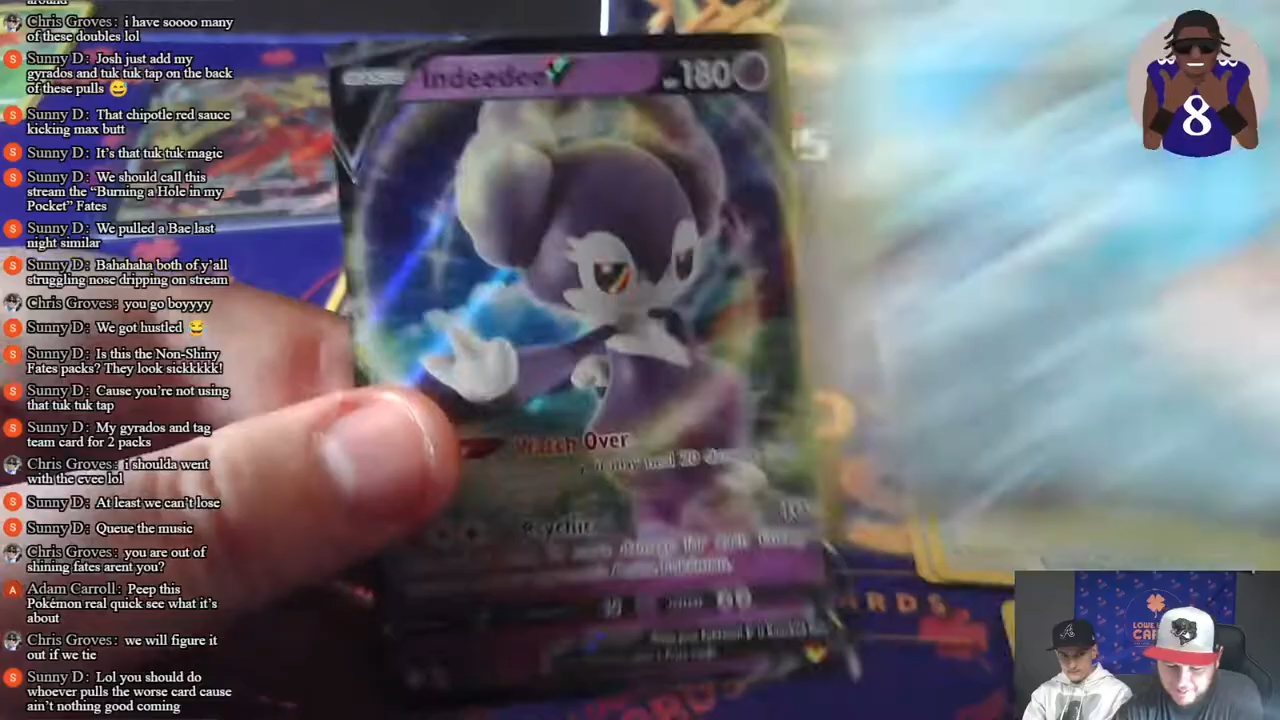 around
Chris Groves: i have soooo many
of these doubles lol
Sunny D: Josh just add my
gyrados and tuk tuk tap on the back
of these pulls 😅
Sunny D: That chipotle red sauce
kicking max butt
Sunny D: It's that tuk tuk magic
Sunny D: We should call this
stream the “Burning a Hole in my
Pocket” Fates
Sunny D: We pulled a Bae last
night similar
Sunny D: Bahahaha both of y'all
struggling nose dripping on stream
Chris Groves: you go boyyyy
Sunny D: We got hustled 😂
Sunny D: Is this the Non-Shiny
Fates packs? They look sickkkkk!
Sunny D: Cause you're not using
that tuk tuk tap
Sunny D: My gyrados and tag
team card for 2 packs
Chris Groves: i shoulda went
with the evee lol
Sunny D: At least we can't lose
Sunny D: Queue the music
Chris Groves: you are out of
shining fates arent you?
Adam Carroll: Peep this
Pokémon real quick see what it's
about
Chris Groves: we will figure it
out if we tie
Sunny D: Lol you should do
whoever pulls the worse card cause
ain't nothing good coming
Indeedee V
180
Watch Over
Psychic
8